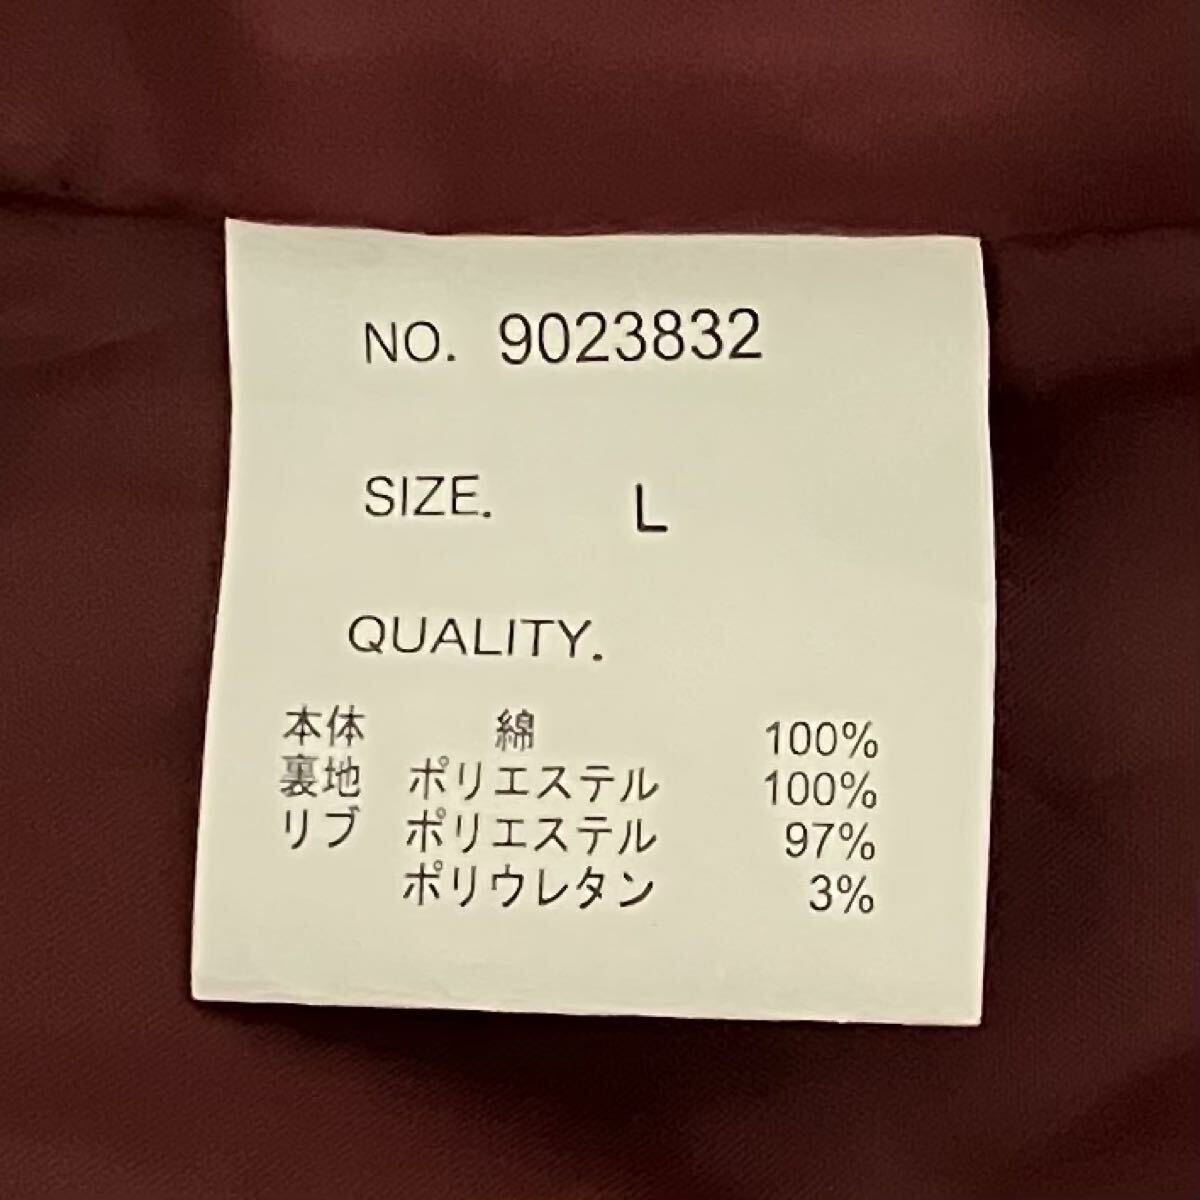 NO. 9023832
SIZE. L
QUALITY.
本体 綿 100%
裏地 ポリエステル 100%
リブ ポリエステル 97%
ポリウレタン 3%